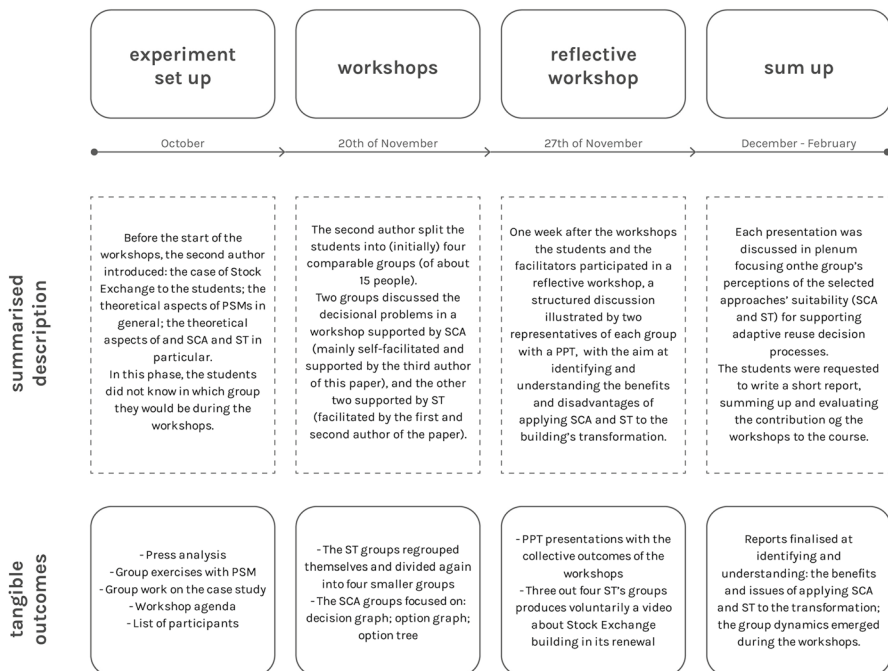 experiment
set up
workshops
reflective
workshop
sum up
October
20th of November
27th of November
December - February
summarised
description
Before the start of the
workshops, the second author
introduced: the case of Stock
Exchange to the students; the
theoretical aspects of PSMs in
general; the theoretical
aspects of and SCA and ST in
particular.
In this phase, the students
did not know in which group
they would be during the
workshops.
The second author split the
students into (initially) four
comparable groups (of about
15 people).
Two groups discussed the
decisional problems in a
workshop supported by SCA
(mainly self-facilitated and
supported by the third author
of this paper), and the other
two supported by ST
(facilitated by the first and
second author of the paper).
One week after the workshops
the students and the
facilitators participated in a
reflective workshop, a
structured discussion
illustrated by two
representatives of each group
with a PPT, with the aim at
identifying and
understanding the benefits
and disadvantages of
applying SCA and ST to the
building's transformation.
Each presentation was
discussed in plenum
focusing onthe group's
perceptions of the selected
approaches' suitability (SCA
and ST) for supporting
adaptive reuse decision
processes.
The students were requested
to write a short report,
summing up and evaluating
the contribution og the
workshops to the course.
tangible
outcomes
- Press analysis
- Group exercises with PSM
- Group work on the case study
- Workshop agenda
- List of participants
- The ST groups regrouped
themselves and divided again
into four smaller groups
- The SCA groups focused on:
decision graph; option graph;
option tree
- PPT presentations with the
collective outcomes of the
workshops
- Three out four ST's groups
produces voluntarily a video
about Stock Exchange
building in its renewal
Reports finalised at
identifying and
understanding: the benefits
and issues of applying SCA
and ST to the transformation;
the group dynamics emerged
during the workshops.